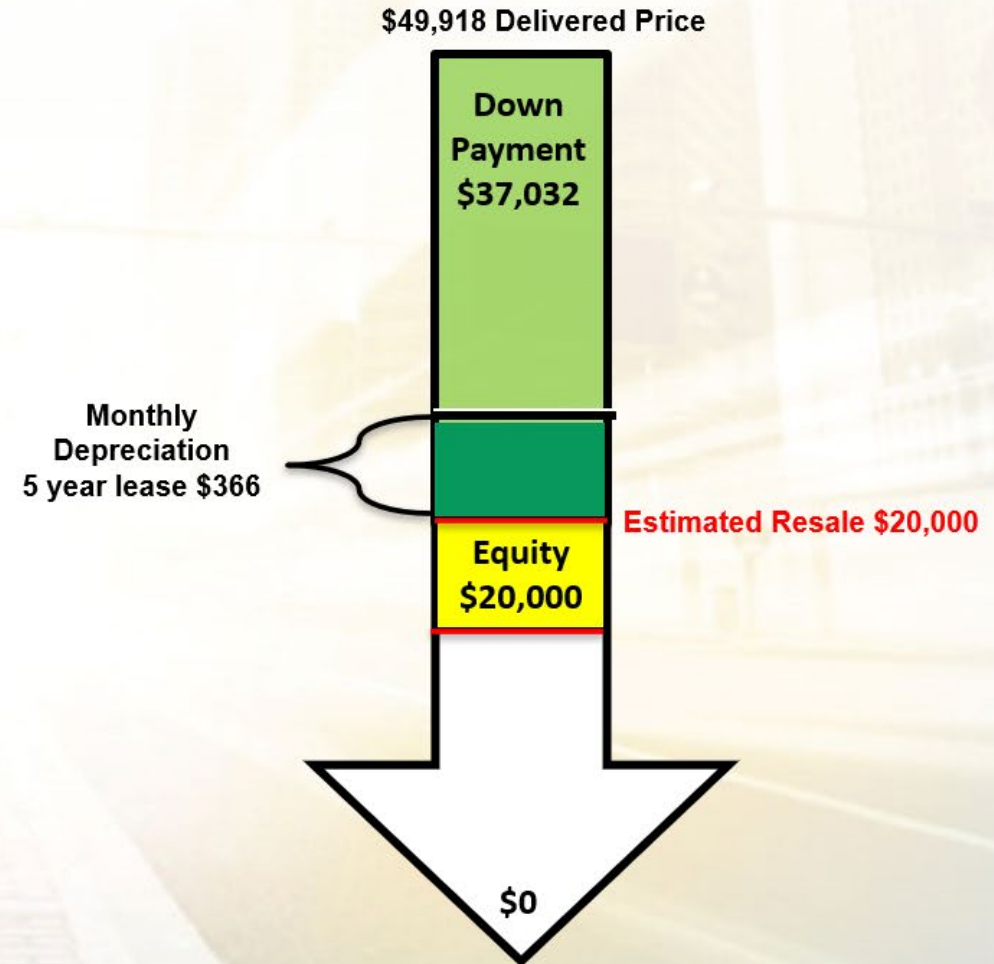 $49,918 Delivered Price
Down
Payment
$37,032
Monthly
Depreciation
5 year lease $366
Estimated Resale $20,000
Equity
$20,000
$0